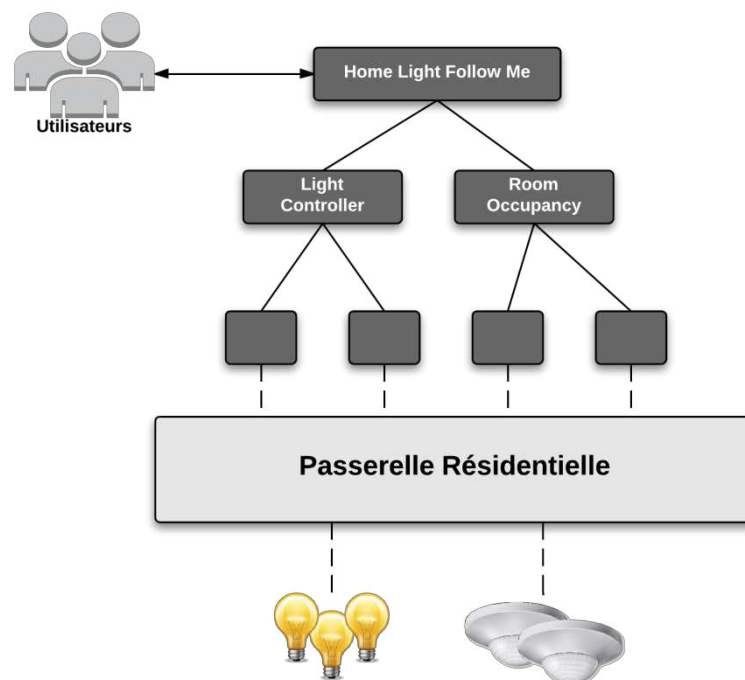 Home Light Follow Me
Utilisateurs
Light
Controller
Room
Occupancy
Passerelle Résidentielle